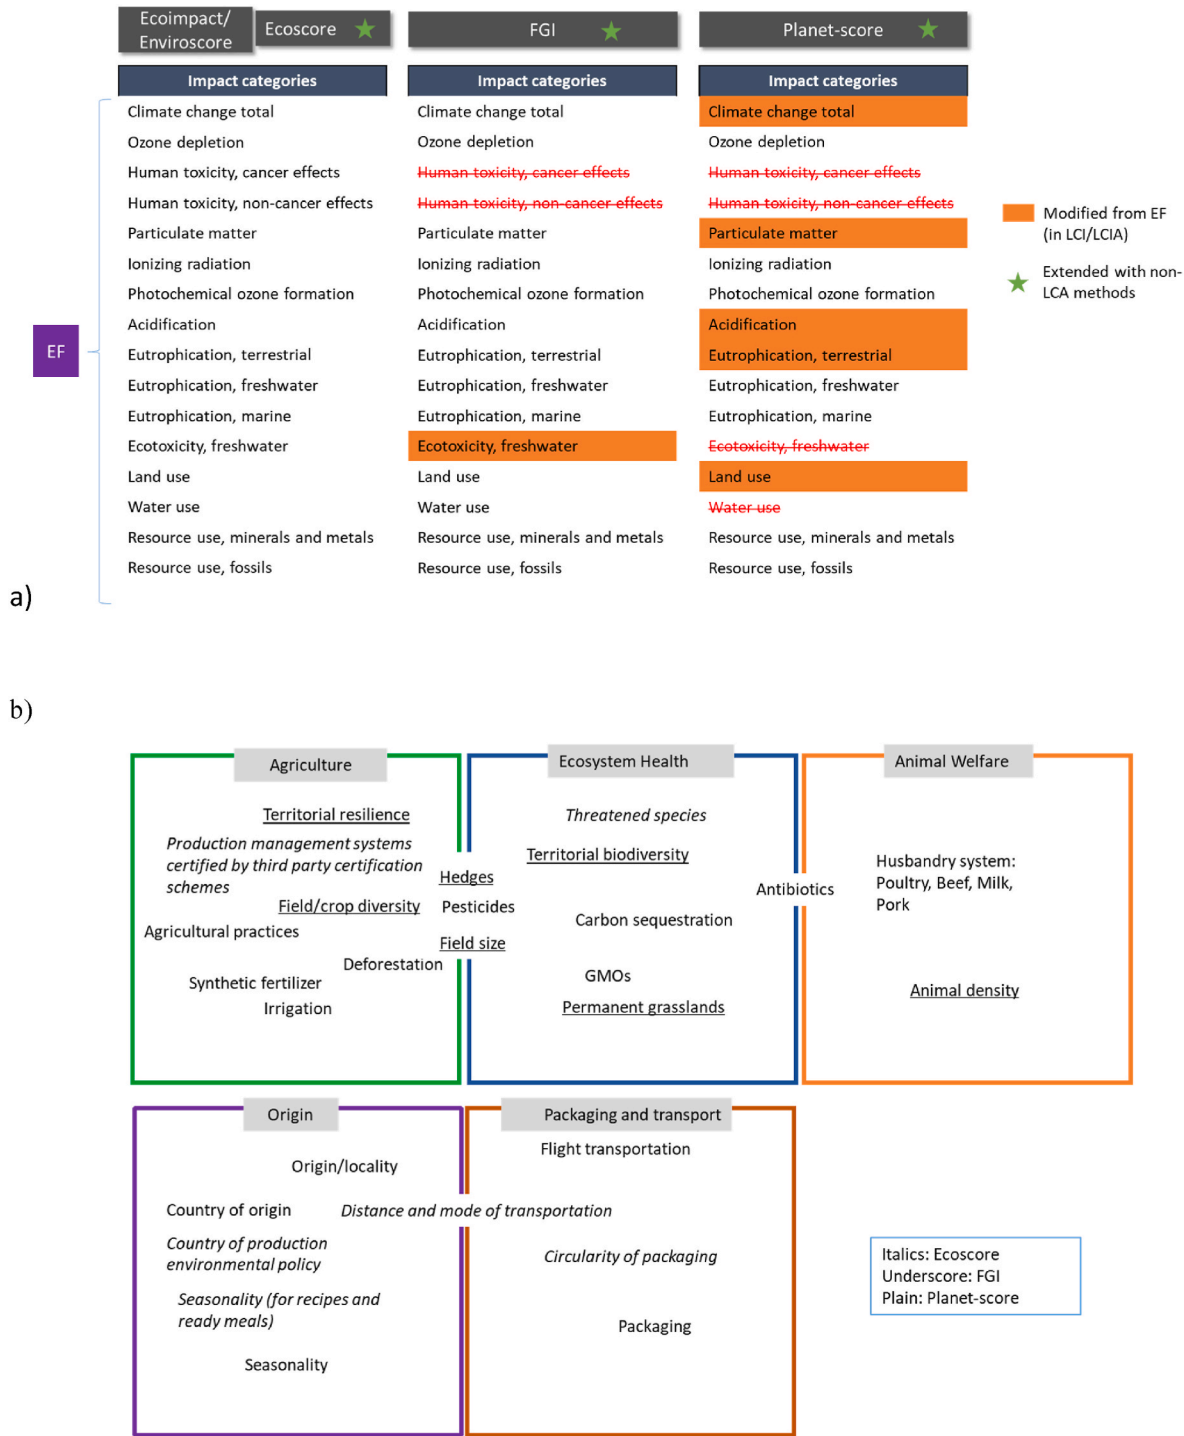 Ecoimpact/
Enviroscore
Ecoscore
FGI
Planet-score
Impact categories
Impact categories
Impact categories
Climate change total
Climate change total
Climate change total
Ozone depletion
Ozone depletion
Ozone depletion
Human toxicity, cancer effects
Human toxicity, cancer effects
Human toxicity, cancer effects
Human toxicity, non-cancer effects
Human toxicity, non-cancer effects
Human toxicity, non-cancer effects
Particulate matter
Particulate matter
Particulate matter
Ionizing radiation
Ionizing radiation
Ionizing radiation
Photochemical ozone formation
Photochemical ozone formation
Photochemical ozone formation
Acidification
Acidification
Acidification
Eutrophication, terrestrial
Eutrophication, terrestrial
Eutrophication, terrestrial
Eutrophication, freshwater
Eutrophication, freshwater
Eutrophication, freshwater
Eutrophication, marine
Eutrophication, marine
Eutrophication, marine
Ecotoxicity, freshwater
Ecotoxicity, freshwater
Ecotoxicity, freshwater
Land use
Land use
Land use
Water use
Water use
Water use
Resource use, minerals and metals
Resource use, minerals and metals
Resource use, minerals and metals
Resource use, fossils
Resource use, fossils
Resource use, fossils
EF
Modified from EF
(in LCI/LCIA)
Extended with non-
LCA methods
a)
b)
Agriculture
Territorial resilience
Production management systems
certified by third party certification
schemes
Hedges
Field/crop diversity
Pesticides
Agricultural practices
Field size
Deforestation
Synthetic fertilizer
Irrigation
Ecosystem Health
Threatened species
Territorial biodiversity
Antibiotics
Carbon sequestration
GMOs
Permanent grasslands
Animal Welfare
Husbandry system:
Poultry, Beef, Milk,
Pork
Animal density
Origin
Origin/locality
Country of origin
Distance and mode of transportation
Country of production
environmental policy
Seasonality (for recipes and
ready meals)
Seasonality
Packaging and transport
Flight transportation
Circularity of packaging
Packaging
Italics: Ecoscore
Underscore: FGI
Plain: Planet-score